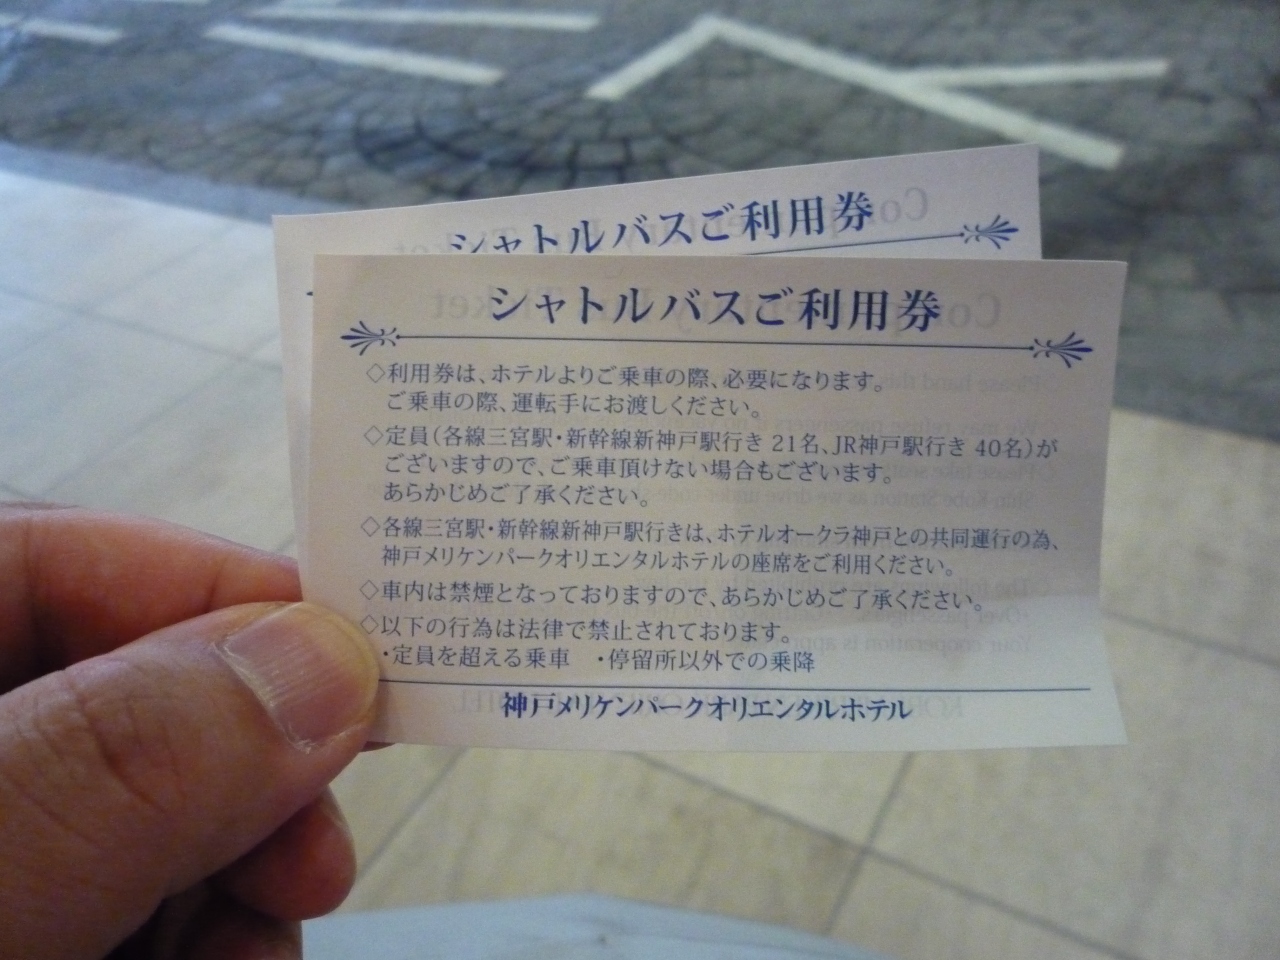 シャトルバスご利用券
シャトルバスご利用券
◇利用券は、ホテルよりご乗車の際、必要になります。
ご乗車の際、運転手にお渡しください。
◇定員(各線三宮駅・新幹線新神戸駅行き 21名、JR神戸駅行き 40名)が
ございますので、ご乗車頂けない場合もございます。
あらかじめご了承ください。
◇各線三宮駅・新幹線新神戸駅行きは、ホテルオークラ神戸との共同運行の為、
神戸メリケンパークオリエンタルホテルの座席をご利用ください。
◇車内は禁煙となっておりますので、あらかじめご了承ください。
◇以下の行為は法律で禁止されております。
・定員を超える乗車 ・停留所以外での乗降
神戸メリケンパークオリエンタルホテル